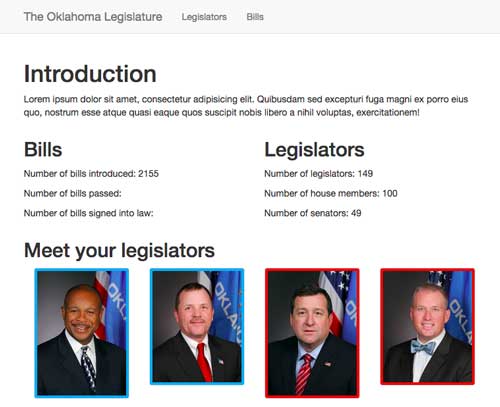 The Oklahoma Legislature Legislators Bills
Introduction
Lorem ipsum dolor sit amet, consectetur adipisicing elit. Quibusdam sed excepturi fuga magni ex porro eius
quo, nostrum esse atque quasi eaque quos suscipit nobis libero a nihil voluptas, exercitationem!
Bills
Number of bills introduced: 2155
Number of bills passed:
Number of bills signed into law:
Legislators
Number of legislators: 149
Number of house members: 100
Number of senators: 49
Meet your legislators